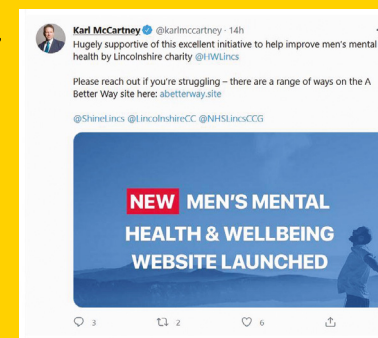 Karl McCartney @karlmccartney · 14h
Hugely supportive of this excellent initiative to help improve men's mental
health by Lincolnshire charity @HWLincs
Please reach out if you're struggling – there are a range of ways on the A
Better Way site here: abetterway.site
@ShineLincs @LincolnshireCC @NHSLincsCCG
NEW MEN'S MENTAL
HEALTH & WELLBEING
WEBSITE LAUNCHED
3 2 6